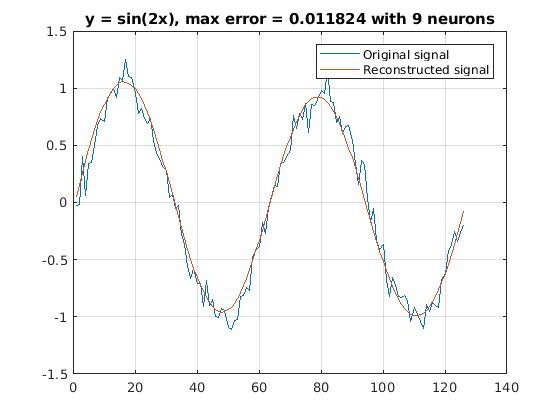 y = sin(2x), max error = 0.011824 with 9 neurons
Original signal
Reconstructed signal
1.5
1
0.5
0
-0.5
-1
-1.5
0 20 40 60 80 100 120 140